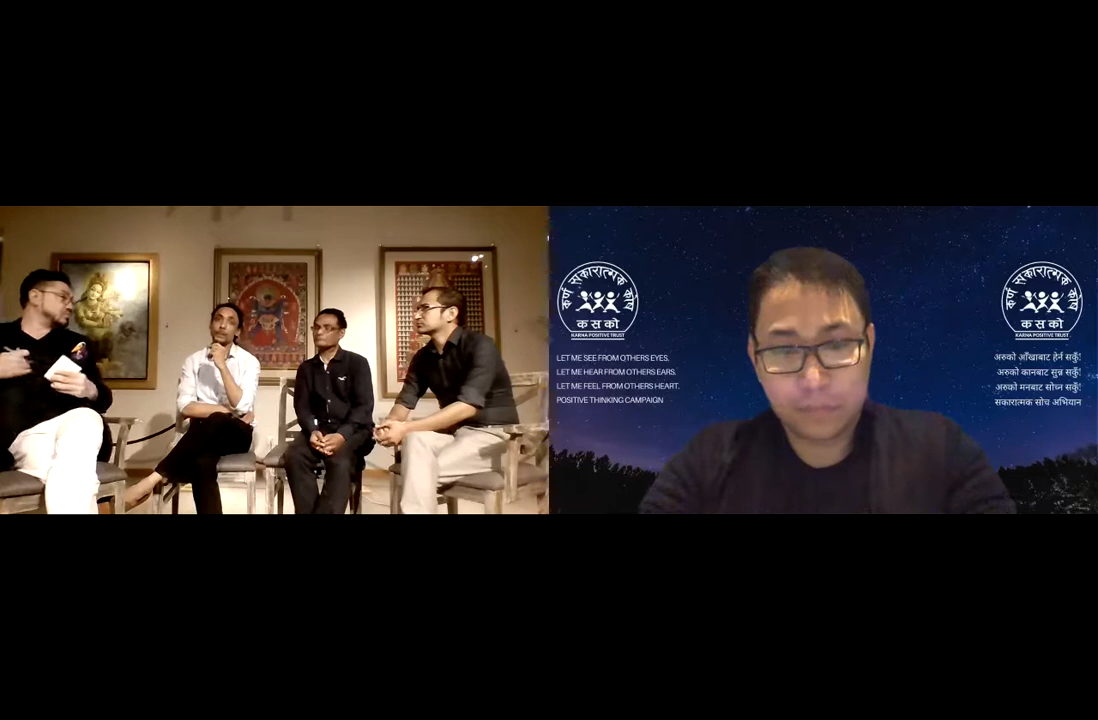 कर्ण सकारात्मक कोष
क स को
KARNA POSITIVE TRUST
LET ME SEE FROM OTHERS EYES.
LET ME HEAR FROM OTHERS EARS.
LET ME FEEL FROM OTHERS HEART.
POSITIVE THINKING CAMPAIGN
कर्ण सकारात्मक कोष
क स को
KARNA POSITIVE TRUST
अरुको आँखाबाट हेर्न सकुँ!
अरुको कानबाट सुन्न सकुँ!
अरुको मनबाट सोच्न सकुँ!
सकारात्मक सोच अभियान